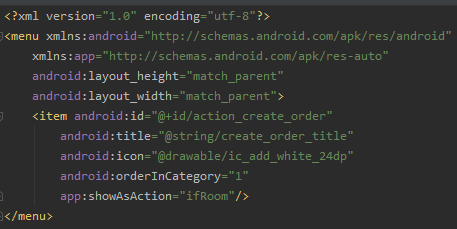 <?xml version="1.0" encoding="utf-8"?>
<menu xmlns:android="http://schemas.android.com/apk/res/android"
    xmlns:app="http://schemas.android.com/apk/res-auto"
    android:layout_height="match_parent"
    android:layout_width="match_parent">
    <item android:id="@+id/action_create_order"
        android:title="@string/create_order_title"
        android:icon="@drawable/ic_add_white_24dp"
        android:orderInCategory="1"
        app:showAsAction="ifRoom"/>
</menu>